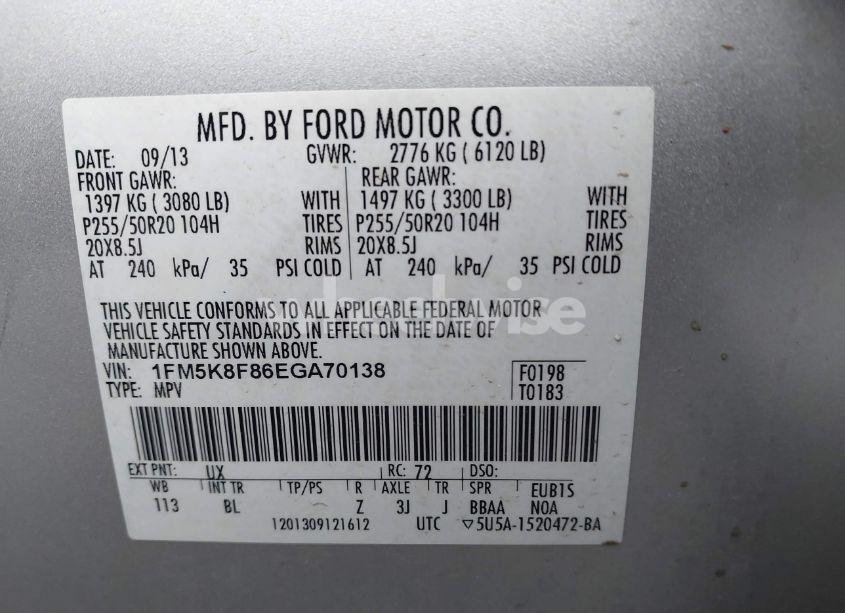 MFD. BY FORD MOTOR CO.
DATE: 09/13 GVWR: 2776 KG ( 6120 LB)
FRONT GAWR: REAR GAWR:
1397 KG ( 3080 LB) WITH 1497 KG ( 3300 LB) WITH
P255/50R20 104H TIRES P255/50R20 104H TIRES
20X8.5J RIMS 20X8.5J RIMS
AT 240 kPa/ 35 PSI COLD AT 240 kPa/ 35 PSI COLD
THIS VEHICLE CONFORMS TO ALL APPLICABLE FEDERAL MOTOR
VEHICLE SAFETY STANDARDS IN EFFECT ON THE DATE OF
MANUFACTURE SHOWN ABOVE.
VIN: 1FM5K8F86EGA70138 F0198
TYPE: MPV T0183
EXT PNT: UX RC: 72 DSO:
WB INT TR TP/PS R AXLE TR SPR EUB1S
113 BL Z 3J J BBAA NOA
1201309121612 UTC ▽5U5A-1520472-BA